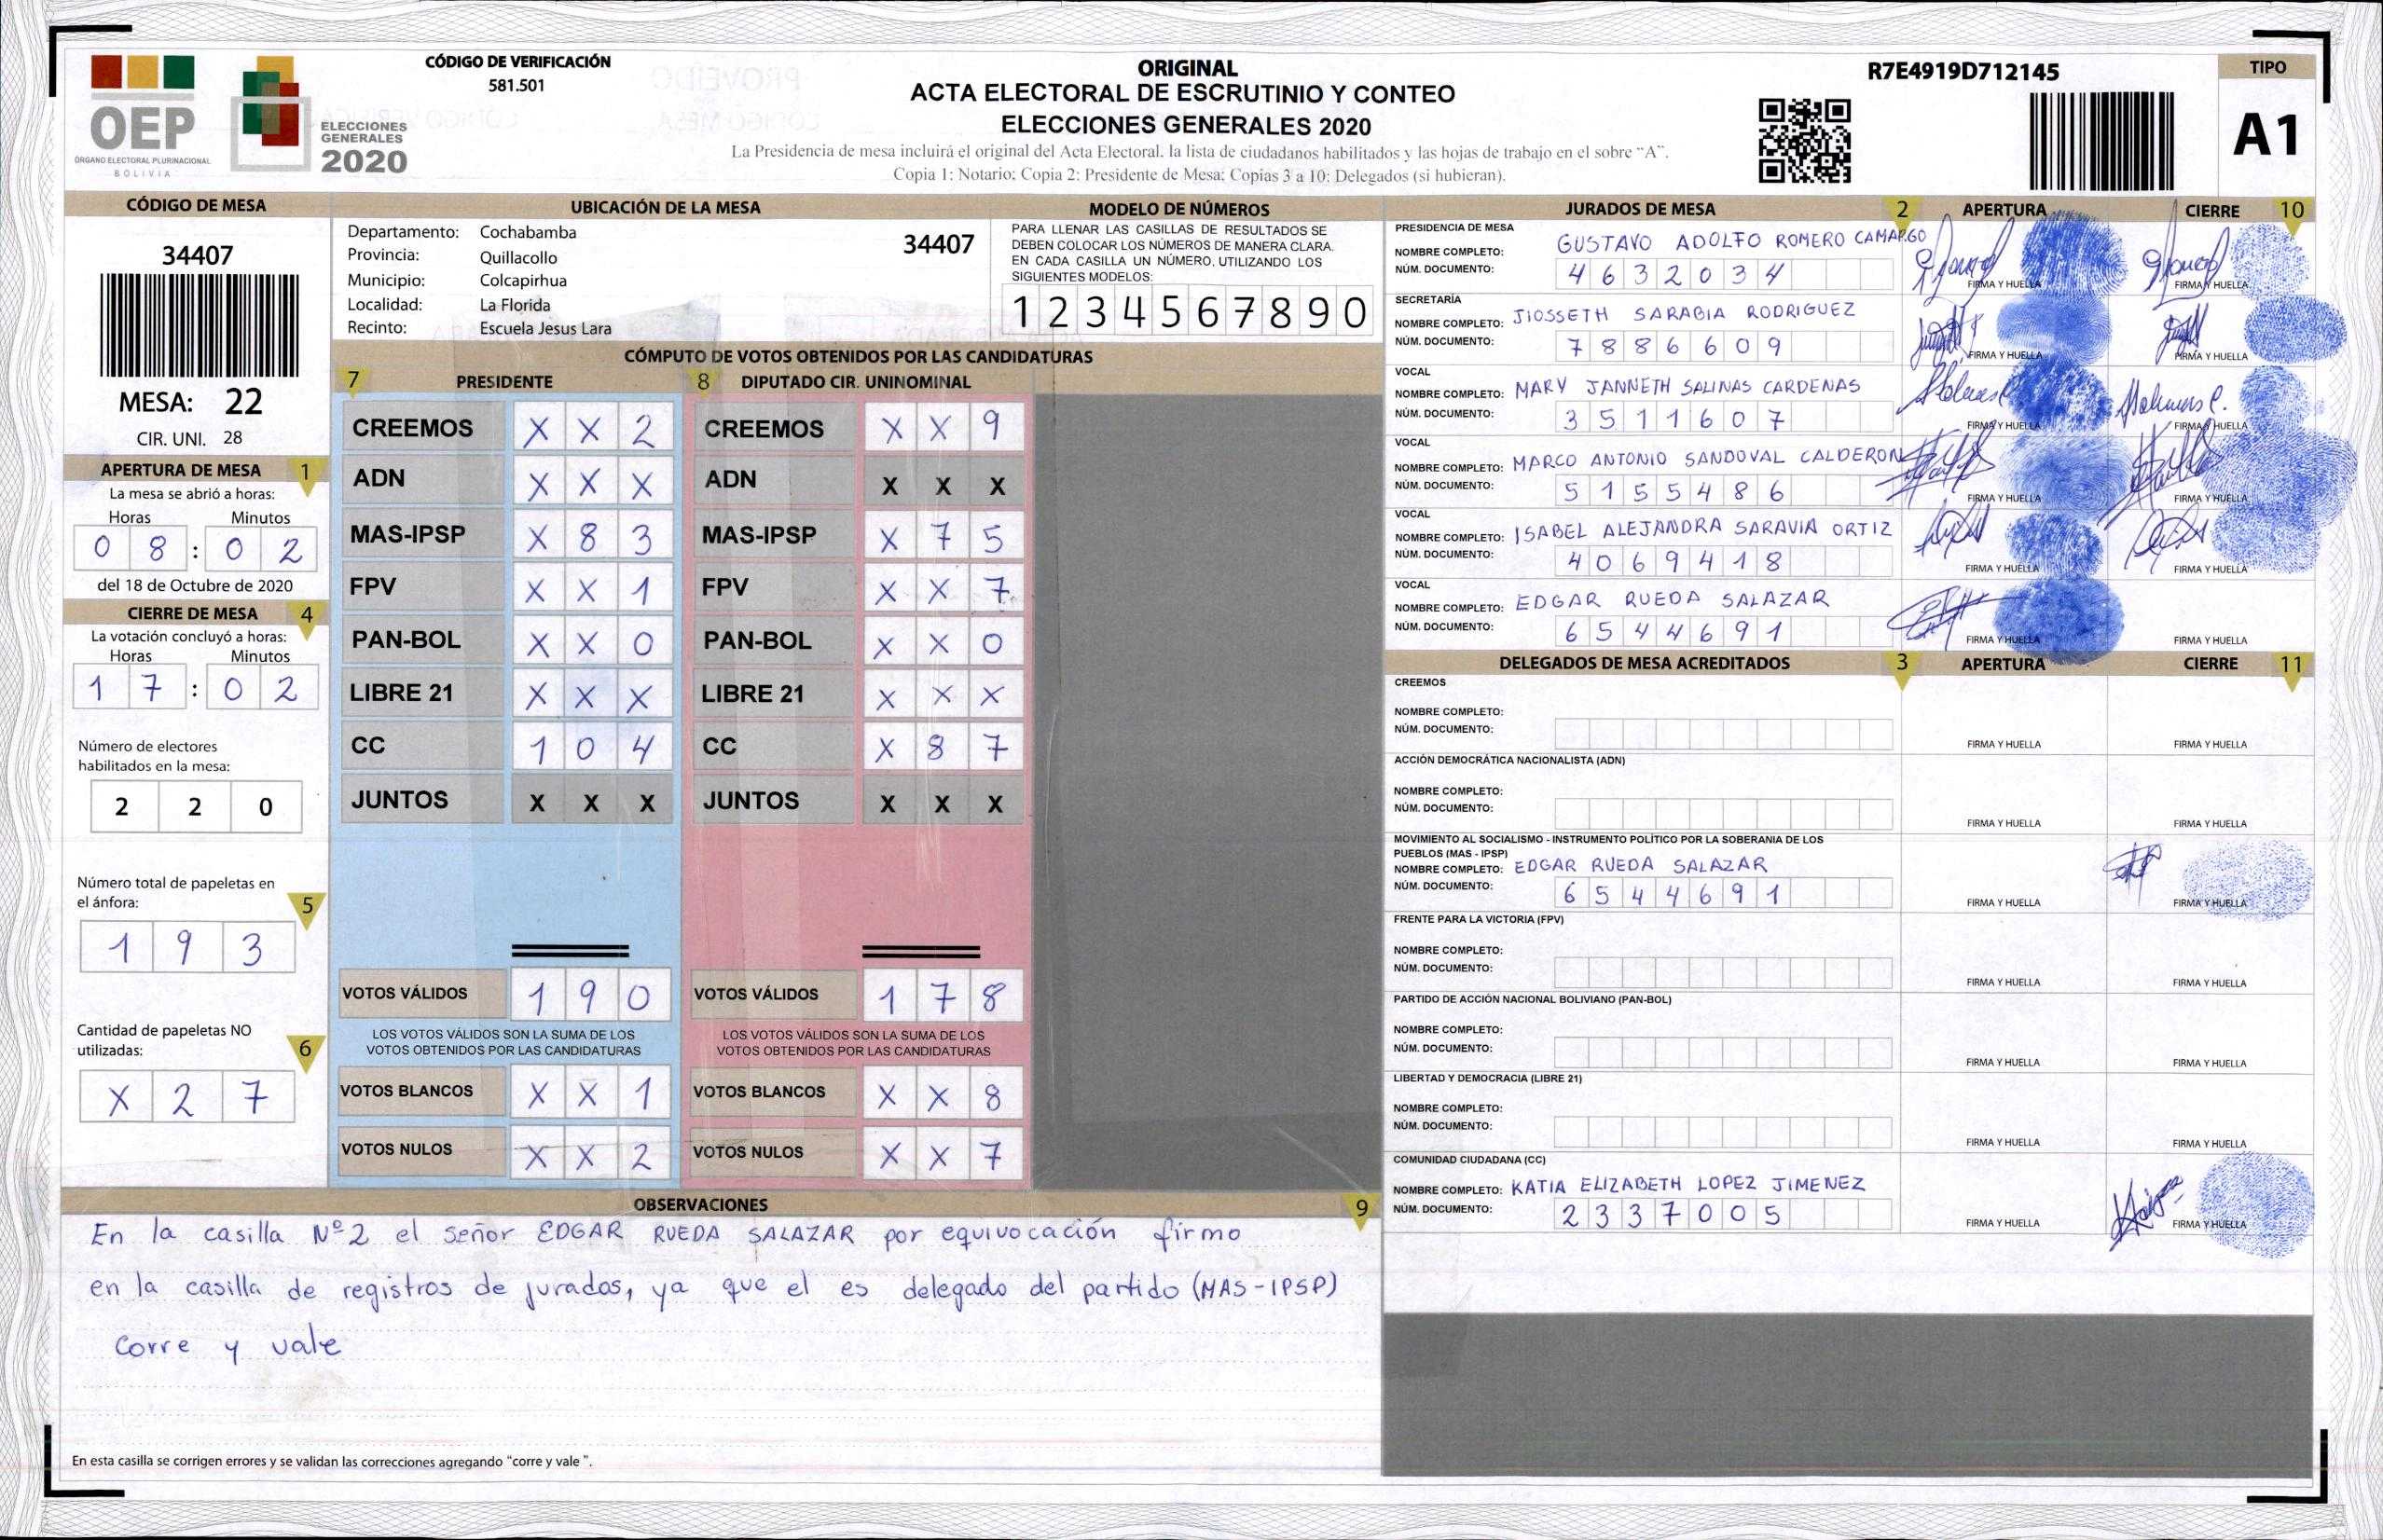 OEP
ÓRGANO ELECTORAL PLURINACIONAL
BOLIVIA
ELECCIONES
GENERALES
2020
CÓDIGO DE VERIFICACIÓN
581.501
ORIGINAL
ACTA ELECTORAL DE ESCRUTINIO Y CONTEO
ELECCIONES GENERALES 2020
La Presidencia de mesa incluirá el original del Acta Electoral. la lista de ciudadanos habilitados y las hojas de trabajo en el sobre "A".
Copia 1: Notario; Copia 2: Presidente de Mesa; Copias 3 a 10: Delegados (si hubieran).
R7E4919D712145
TIPO
A1
CÓDIGO DE MESA
34407
MESA: 22
CIR. UNI. 28
APERTURA DE MESA 1
La mesa se abrió a horas:
Horas Minutos
0 8 : 0 2
del 18 de Octubre de 2020
CIERRE DE MESA 4
La votación concluyó a horas:
Horas Minutos
1 7 : 0 2
Número de electores
habilitados en la mesa:
2 2 0
Número total de papeletas en
el ánfora: 5
1 9 3
Cantidad de papeletas NO
utilizadas: 6
X 2 7
UBICACIÓN DE LA MESA
Departamento: Cochabamba
Provincia: Quillacollo
Municipio: Colcapirhua
Localidad: La Florida
Recinto: Escuela Jesus Lara
34407
MODELO DE NÚMEROS
PARA LLENAR LAS CASILLAS DE RESULTADOS SE
DEBEN COLOCAR LOS NÚMEROS DE MANERA CLARA.
EN CADA CASILLA UN NÚMERO, UTILIZANDO LOS
SIGUIENTES MODELOS:
1 2 3 4 5 6 7 8 9 0
CÓMPUTO DE VOTOS OBTENIDOS POR LAS CANDIDATURAS
7 PRESIDENTE 8 DIPUTADO CIR. UNINOMINAL
CREEMOS X X 2 CREEMOS X X 9
ADN X X X ADN X X X
MAS-IPSP X 8 3 MAS-IPSP X 7 5
FPV X X 1 FPV X X 7
PAN-BOL X X 0 PAN-BOL X X 0
LIBRE 21 X X X LIBRE 21 X X X
CC 1 0 4 CC X 8 7
JUNTOS X X X JUNTOS X X X
VOTOS VÁLIDOS 1 9 0 VOTOS VÁLIDOS 1 7 8
LOS VOTOS VÁLIDOS SON LA SUMA DE LOS LOS VOTOS VÁLIDOS SON LA SUMA DE LOS
VOTOS OBTENIDOS POR LAS CANDIDATURAS VOTOS OBTENIDOS POR LAS CANDIDATURAS
VOTOS BLANCOS X X 1 VOTOS BLANCOS X X 8
VOTOS NULOS X X 2 VOTOS NULOS X X 7
OBSERVACIONES 9
En la casilla Nº2 el señor EDGAR RUEDA SALAZAR por equivocación firmo
en la casilla de registros de jurados, ya que el es delegado del partido (MAS-IPSP)
corre y vale
En esta casilla se corrigen errores y se validan las correcciones agregando "corre y vale ".
JURADOS DE MESA 2 APERTURA CIERRE 10
PRESIDENCIA DE MESA
NOMBRE COMPLETO: GUSTAVO ADOLFO ROMERO CAMARGO
NÚM. DOCUMENTO: 4 6 3 2 0 3 4
FIRMA Y HUELLA FIRMA Y HUELLA
SECRETARÍA
NOMBRE COMPLETO: JIOSSETH SARABIA RODRIGUEZ
NÚM. DOCUMENTO: 7 8 8 6 6 0 9
FIRMA Y HUELLA FIRMA Y HUELLA
VOCAL
NOMBRE COMPLETO: MARY JANNETH SALINAS CARDENAS
NÚM. DOCUMENTO: 3 5 1 1 6 0 7
FIRMA Y HUELLA FIRMA Y HUELLA
VOCAL
NOMBRE COMPLETO: MARCO ANTONIO SANDOVAL CALDERON
NÚM. DOCUMENTO: 5 1 5 5 4 8 6
FIRMA Y HUELLA FIRMA Y HUELLA
VOCAL
NOMBRE COMPLETO: ISABEL ALEJANDRA SARAVIA ORTIZ
NÚM. DOCUMENTO: 4 0 6 9 4 1 8
FIRMA Y HUELLA FIRMA Y HUELLA
VOCAL
NOMBRE COMPLETO: EDGAR RUEDA SALAZAR
NÚM. DOCUMENTO: 6 5 4 4 6 9 1
FIRMA Y HUELLA FIRMA Y HUELLA
DELEGADOS DE MESA ACREDITADOS 3 APERTURA CIERRE 11
CREEMOS
NOMBRE COMPLETO:
NÚM. DOCUMENTO:
FIRMA Y HUELLA FIRMA Y HUELLA
ACCIÓN DEMOCRÁTICA NACIONALISTA (ADN)
NOMBRE COMPLETO:
NÚM. DOCUMENTO:
FIRMA Y HUELLA FIRMA Y HUELLA
MOVIMIENTO AL SOCIALISMO - INSTRUMENTO POLÍTICO POR LA SOBERANIA DE LOS
PUEBLOS (MAS - IPSP)
NOMBRE COMPLETO: EDGAR RUEDA SALAZAR
NÚM. DOCUMENTO: 6 5 4 4 6 9 1
FIRMA Y HUELLA FIRMA Y HUELLA
FRENTE PARA LA VICTORIA (FPV)
NOMBRE COMPLETO:
NÚM. DOCUMENTO:
FIRMA Y HUELLA FIRMA Y HUELLA
PARTIDO DE ACCIÓN NACIONAL BOLIVIANO (PAN-BOL)
NOMBRE COMPLETO:
NÚM. DOCUMENTO:
FIRMA Y HUELLA FIRMA Y HUELLA
LIBERTAD Y DEMOCRACIA (LIBRE 21)
NOMBRE COMPLETO:
NÚM. DOCUMENTO:
FIRMA Y HUELLA FIRMA Y HUELLA
COMUNIDAD CIUDADANA (CC)
NOMBRE COMPLETO: KATIA ELIZABETH LOPEZ JIMENEZ
NÚM. DOCUMENTO: 2 3 3 7 0 0 5
FIRMA Y HUELLA FIRMA Y HUELLA